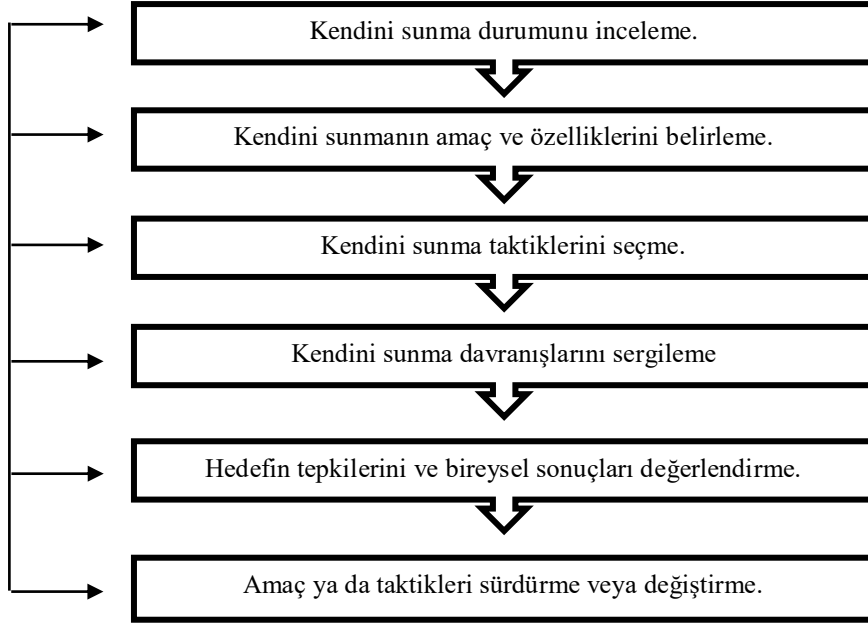 Kendini sunma durumunu inceleme.
Kendini sunmanın amaç ve özelliklerini belirleme.
Kendini sunma taktiklerini seçme.
Kendini sunma davranışlarını sergileme
Hedefin tepkilerini ve bireysel sonuçları değerlendirme.
Amaç ya da taktikleri sürdürme veya değiştirme.